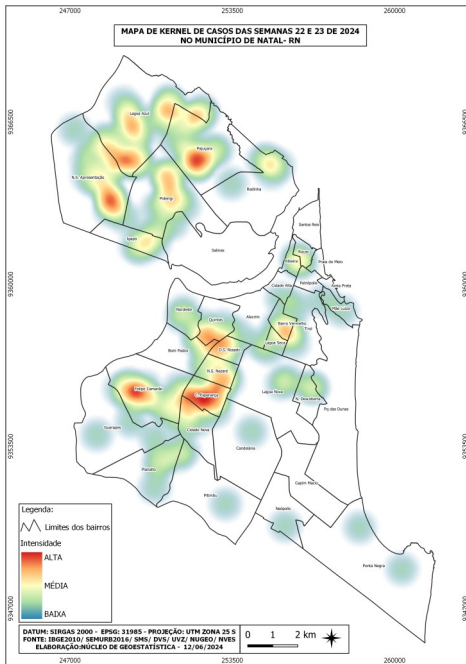 247000 253500 260000
MAPA DE KERNEL DE CASOS DAS SEMANAS 22 E 23 DE 2024
NO MUNICÍPIO DE NATAL- RN
9366500 9366500
Lagoa Azul
Pajuçara
N.S. Apresentação
Redinha
Potengi
Igapó
Salinas
Santos Reis
Rocas
Ribeira
Praia do Meio
Petrópolis
9360000 9360000
Cidade Alta
Areia Preta
Mãe Luiza
Nordeste
Alecrim
Barro Vermelho
Quintas
Tirol
Lagoa Seca
D.S. Rosado
Bom Pastor
N.S. Nazaré
Felipe Camarão
Lagoa Nova
C. Esperança
N. Descoberta
Pq das Dunas
Guarapes
Cidade Nova
9353500 9353500
Candelária
Planalto
Capim Macio
Pitimbu
Neópolis
Ponta Negra
Legenda:
Limites dos bairros
Intensidade
ALTA
MÉDIA
BAIXA
9347000 9347000
DATUM: SIRGAS 2000 - EPSG: 31985 - PROJEÇÃO: UTM ZONA 25 S
FONTE: IBGE2010/ SEMURB2016/ SMS/ DVS/ UVZ/ NUGEO/ NVES
ELABORAÇÃO:NÚCLEO DE GEOESTATÍSTICA - 12/06/2024
0 1 2 km
247000 253500 260000